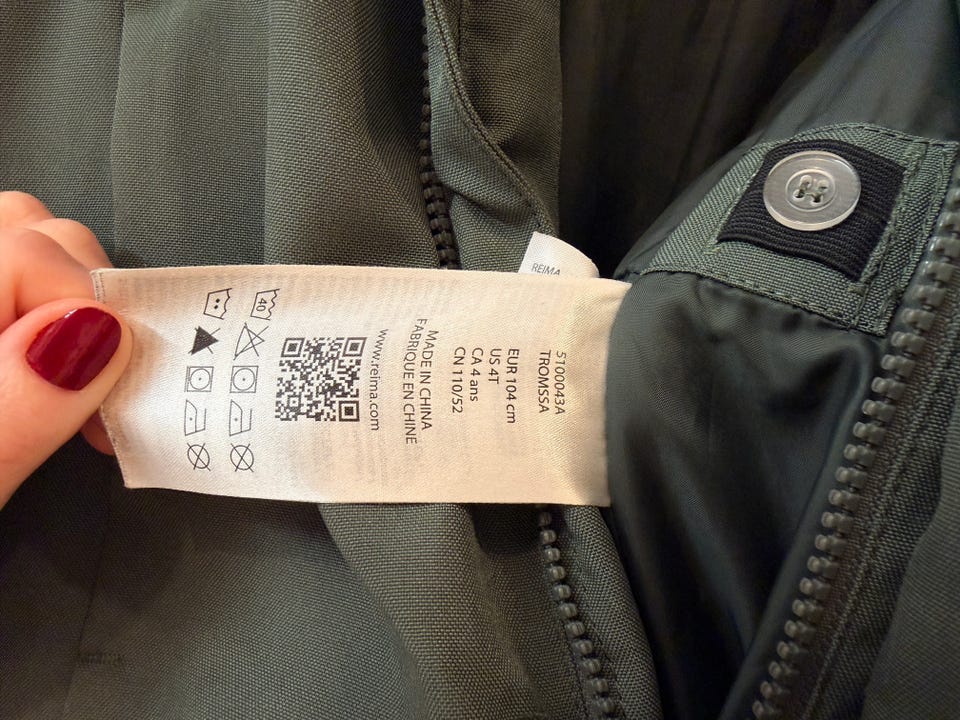 REIMA
5100043A
TROMSSA
EUR 104 cm
US 4T
CA 4 ans
CN 110/52
MADE IN CHINA
FABRIQUE EN CHINE
www.reima.com
40